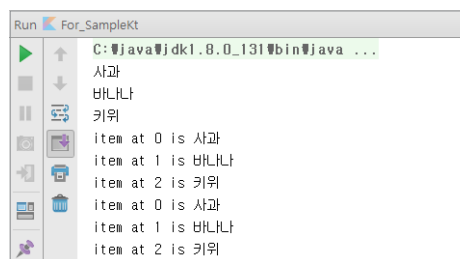 Run For_SampleKt
C:₩java₩jdk1.8.0_131₩bin₩java ...
사과
바나나
키위
item at 0 is 사과
item at 1 is 바나나
item at 2 is 키위
item at 0 is 사과
item at 1 is 바나나
item at 2 is 키위